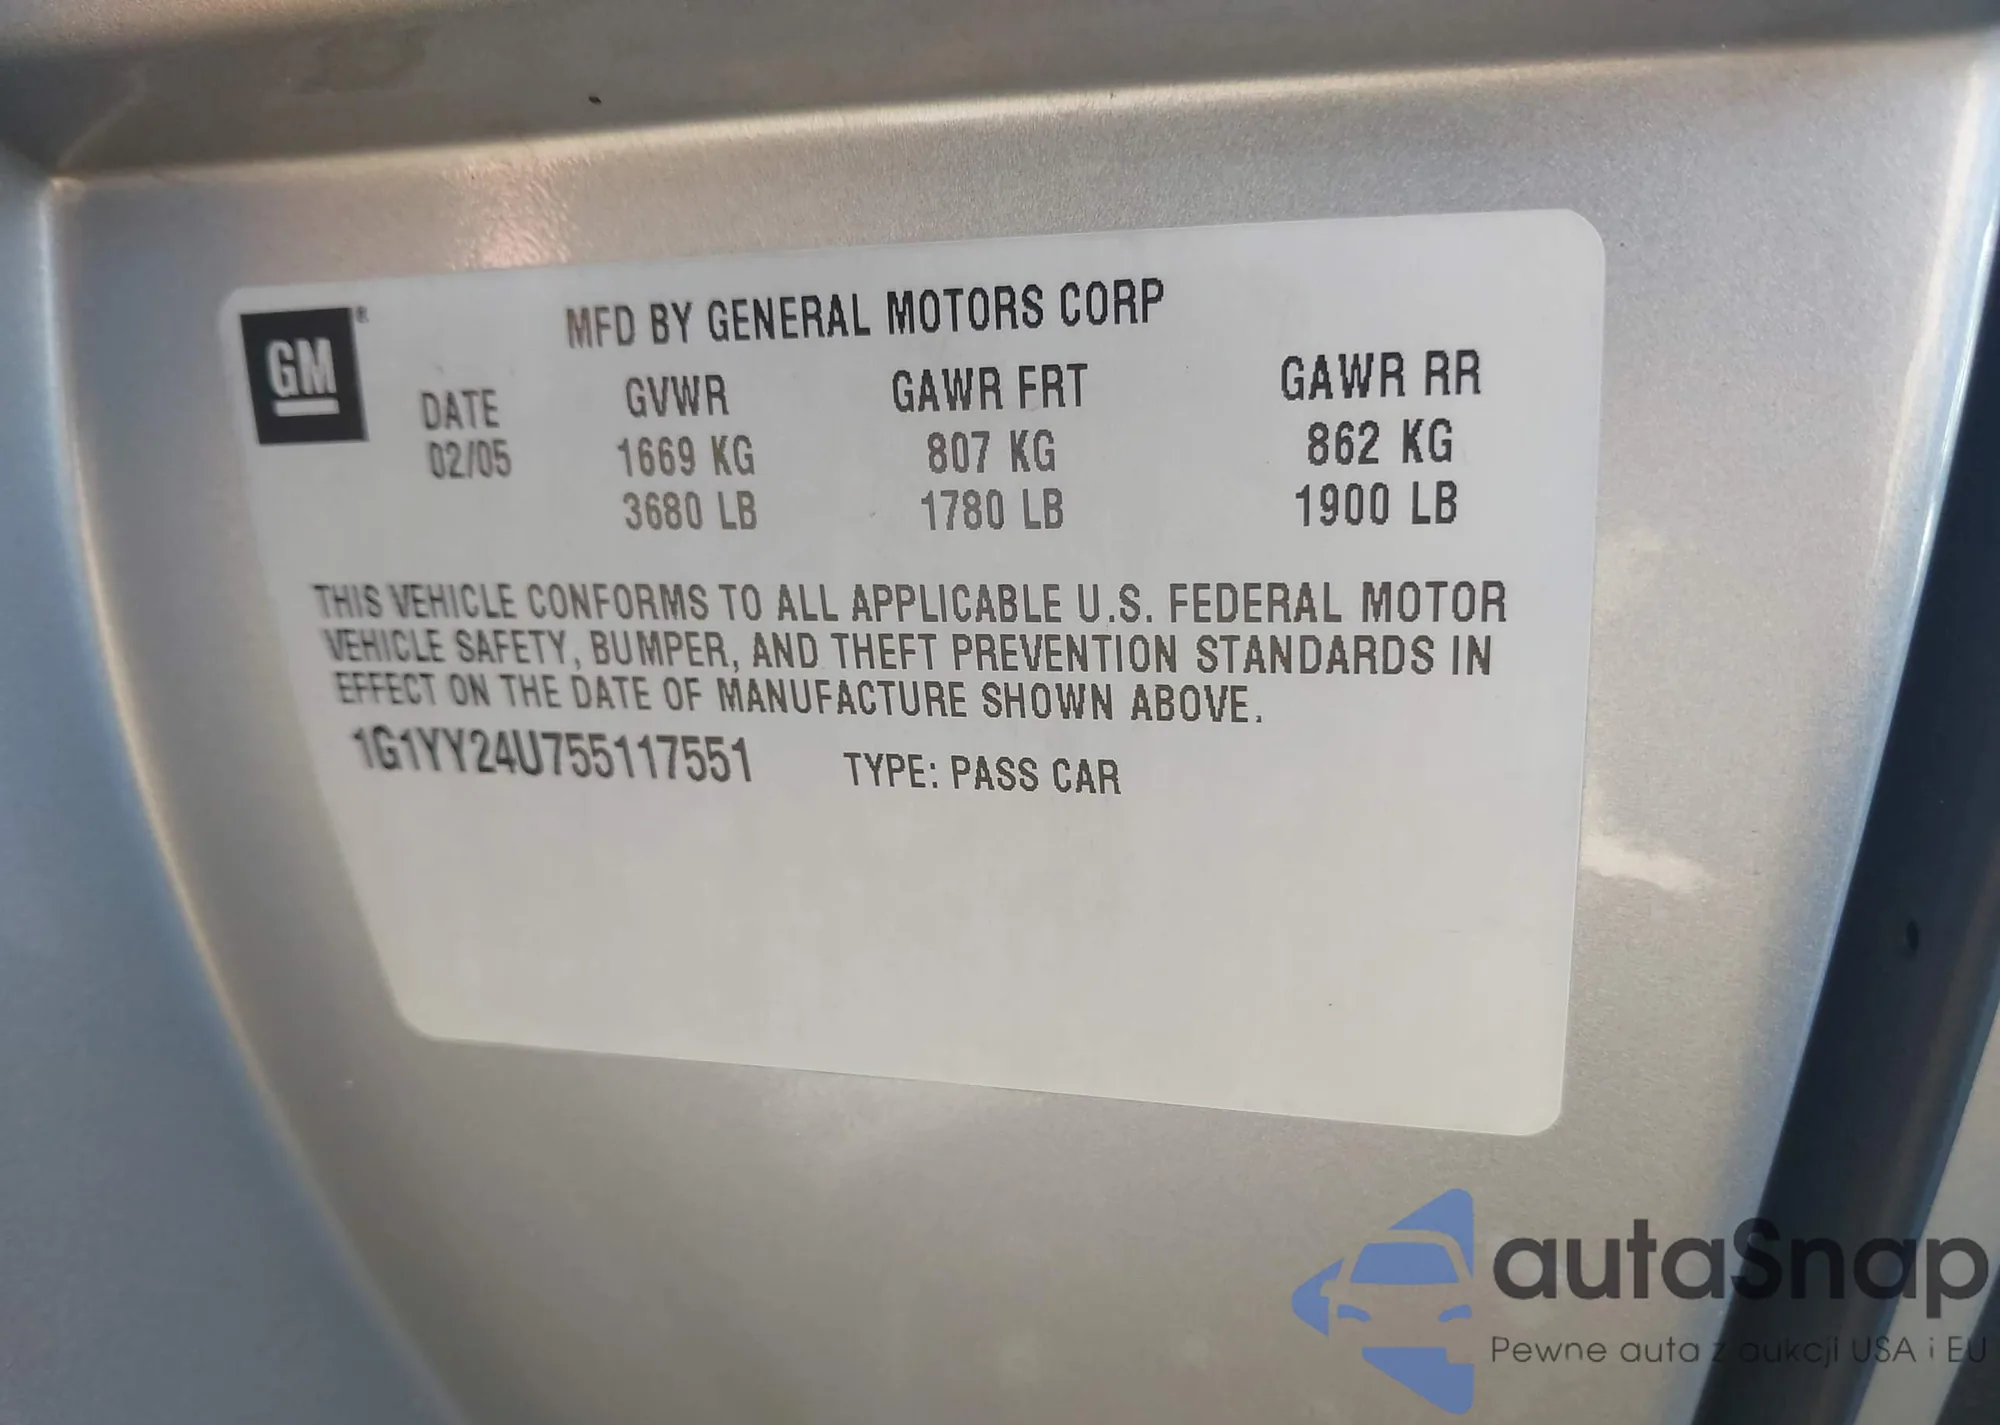 GM®
MFD BY GENERAL MOTORS CORP
DATE GVWR GAWR FRT GAWR RR
02/05 1669 KG 807 KG 862 KG
3680 LB 1780 LB 1900 LB
THIS VEHICLE CONFORMS TO ALL APPLICABLE U.S. FEDERAL MOTOR
VEHICLE SAFETY, BUMPER, AND THEFT PREVENTION STANDARDS IN
EFFECT ON THE DATE OF MANUFACTURE SHOWN ABOVE.
1G1YY24U755117551 TYPE: PASS CAR
autaSnap
Pewne auta z aukcji USA i EU